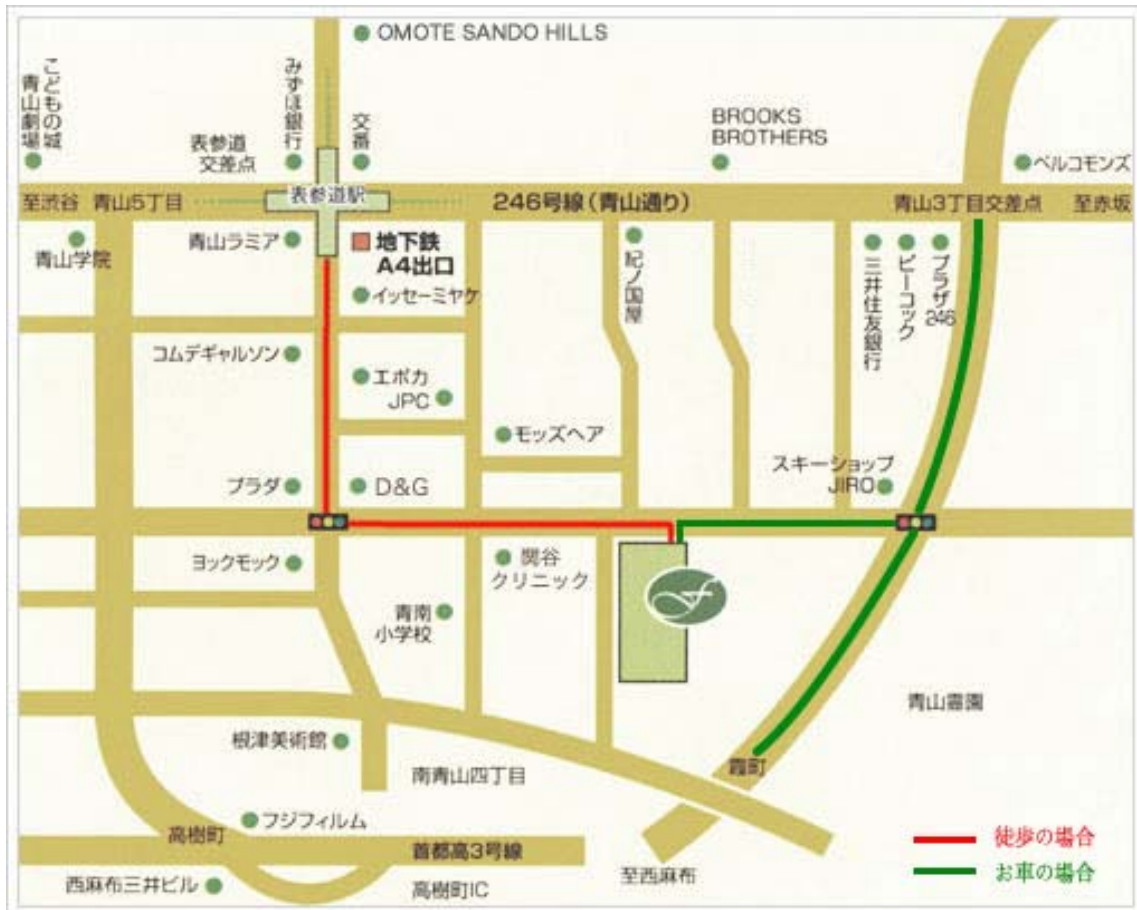 OMOTE SANDO HILLS
こどもの城
青山劇場
みずほ銀行
交番
表参道
交差点
BROOKS
BROTHERS
ベルコモンズ
至渋谷
青山5丁目
表参道駅
246号線(青山通り)
青山3丁目交差点
至赤坂
青山学院
青山ラミア
地下鉄
A4出口
イッセーミヤケ
紀ノ国屋
三井住友銀行
ピーコック
プラザ
246
コムデギャルソン
エポカ
JPC
モッズヘア
スキーショップ
JIRO
プラダ
D&G
ヨックモック
関谷
クリニック
青南
小学校
青山霊園
根津美術館
南青山四丁目
霞町
フジフィルム
高樹町
首都高3号線
至西麻布
西麻布三井ビル
高樹町IC
徒歩の場合
お車の場合